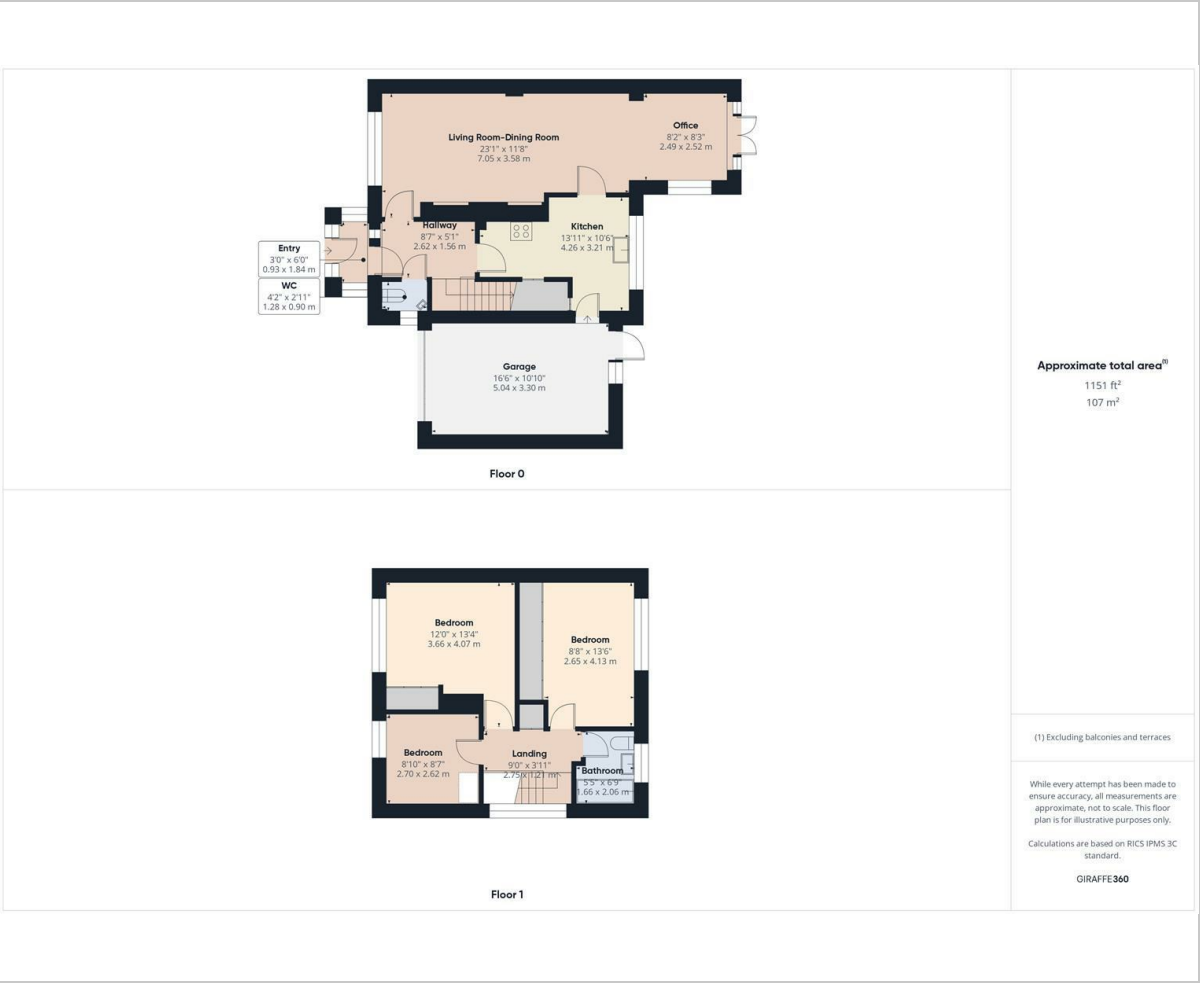 Living Room-Dining Room
23'1" x 11'8"
7.05 x 3.58 m
Office
8'2" x 8'3"
2.49 x 2.52 m
Hallway
8'7" x 5'1"
2.62 x 1.56 m
Kitchen
13'11" x 10'6"
4.26 x 3.21 m
Entry
3'0" x 6'0"
0.93 x 1.84 m
WC
4'2" x 2'11"
1.28 x 0.90 m
Garage
16'6" x 10'10"
5.04 x 3.30 m
Floor 0
Bedroom
12'0" x 13'4"
3.66 x 4.07 m
Bedroom
8'8" x 13'6"
2.65 x 4.13 m
Bedroom
8'10" x 8'7"
2.70 x 2.62 m
Landing
9'0" x 3'11"
2.75 x 1.21 m
Bathroom
5'5" x 6'9"
1.66 x 2.06 m
Floor 1
Approximate total area(1)
1151 ft²
107 m²
(1) Excluding balconies and terraces
While every attempt has been made to
ensure accuracy, all measurements are
approximate, not to scale. This floor
plan is for illustrative purposes only.
Calculations are based on RICS IPMS 3C
standard.
GIRAFFE360